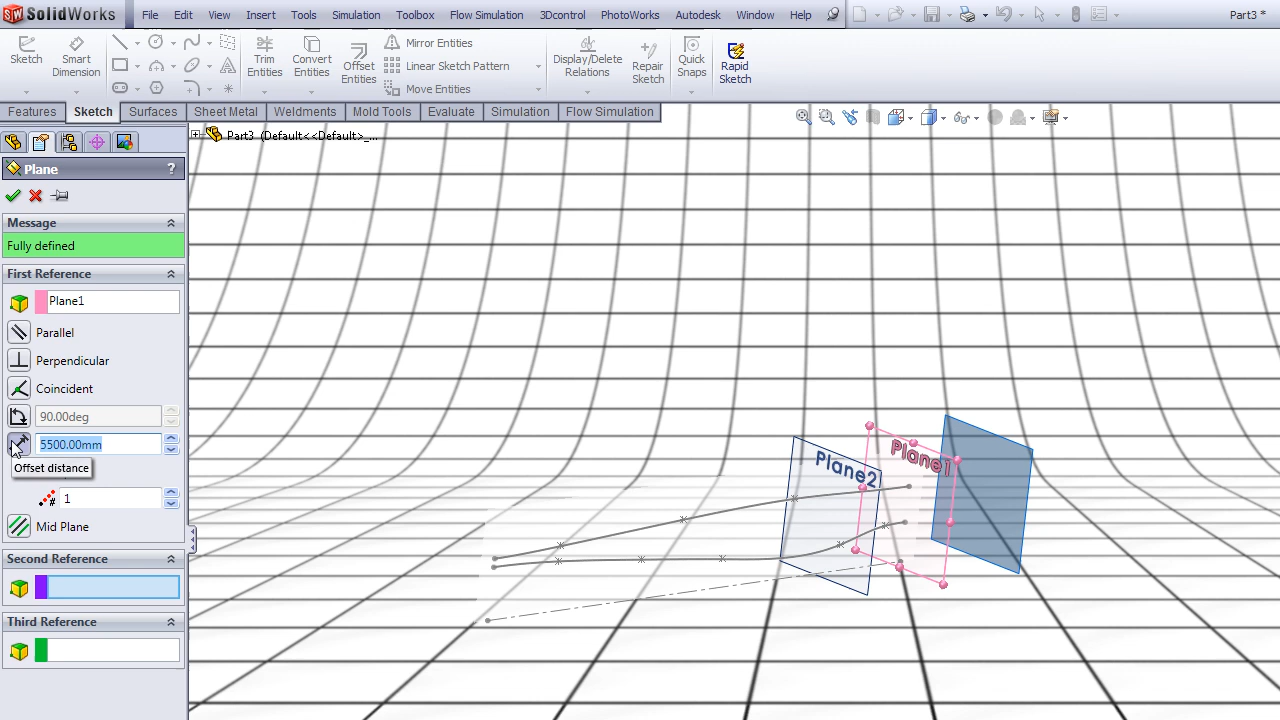 SolidWorks File Edit View Insert Tools Simulation Toolbox Flow Simulation 3Dcontrol PhotoWorks Autodesk Window Help Part3 *
Sketch Smart Dimension Trim Entities Convert Entities Offset Entities Mirror Entities Linear Sketch Pattern Move Entities Display/Delete Relations Repair Sketch Quick Snaps Rapid Sketch
Features Sketch Surfaces Sheet Metal Weldments Mold Tools Evaluate Simulation Flow Simulation
Part3 (Default<<Default>_...
Plane ?
Message
Fully defined
First Reference
Plane1
Parallel
Perpendicular
Coincident
90.00deg
5500.00mm
Offset distance
1
Mid Plane
Second Reference
Third Reference
Plane2
Plane1